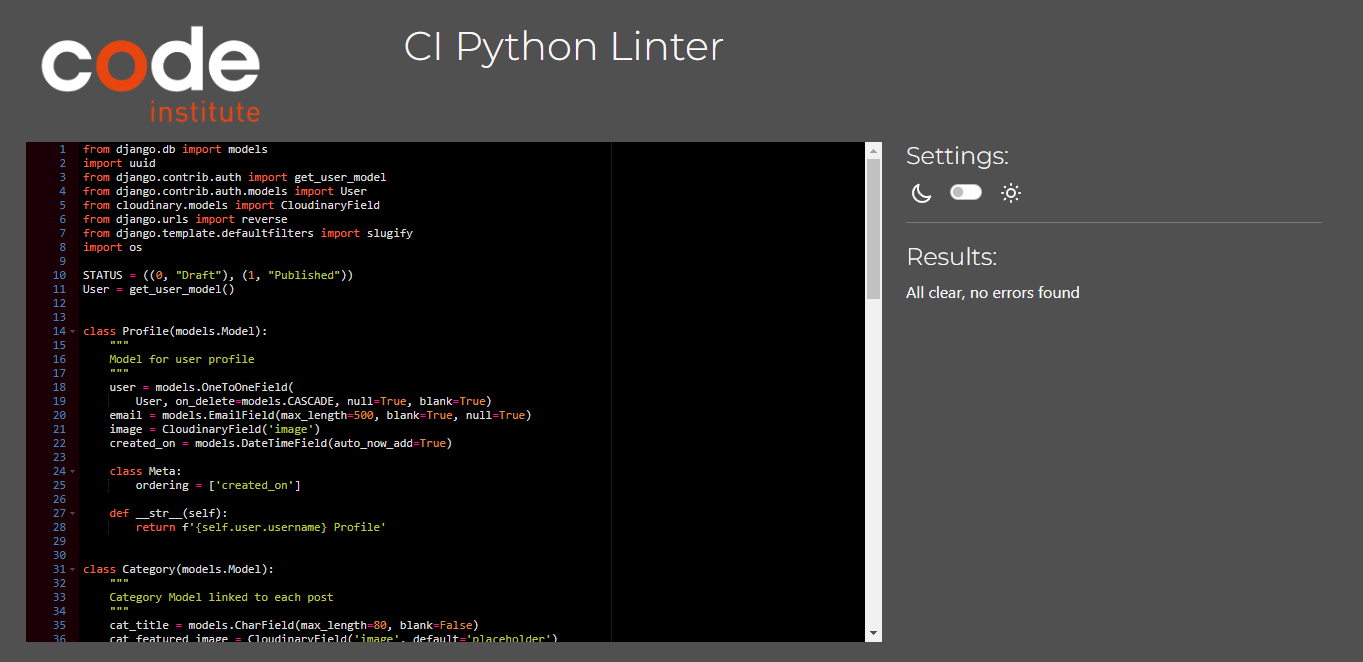 code
institute
CI Python Linter
1 from django.db import models
2 import uuid
3 from django.contrib.auth import get_user_model
4 from django.contrib.auth.models import User
5 from cloudinary.models import CloudinaryField
6 from django.urls import reverse
7 from django.template.defaultfilters import slugify
8 import os
9
10 STATUS = ((0, "Draft"), (1, "Published"))
11 User = get_user_model()
12
13
14 class Profile(models.Model):
15     """
16     Model for user profile
17     """
18     user = models.OneToOneField(
19         User, on_delete=models.CASCADE, null=True, blank=True)
20     email = models.EmailField(max_length=500, blank=True, null=True)
21     image = CloudinaryField('image')
22     created_on = models.DateTimeField(auto_now_add=True)
23
24     class Meta:
25         ordering = ['created_on']
26
27     def __str__(self):
28         return f'{self.user.username} Profile'
29
30
31 class Category(models.Model):
32     """
33     Category Model linked to each post
34     """
35     cat_title = models.CharField(max_length=80, blank=False)
36     cat_featured_image = CloudinaryField('image', default='placeholder')
Settings:
Results:
All clear, no errors found